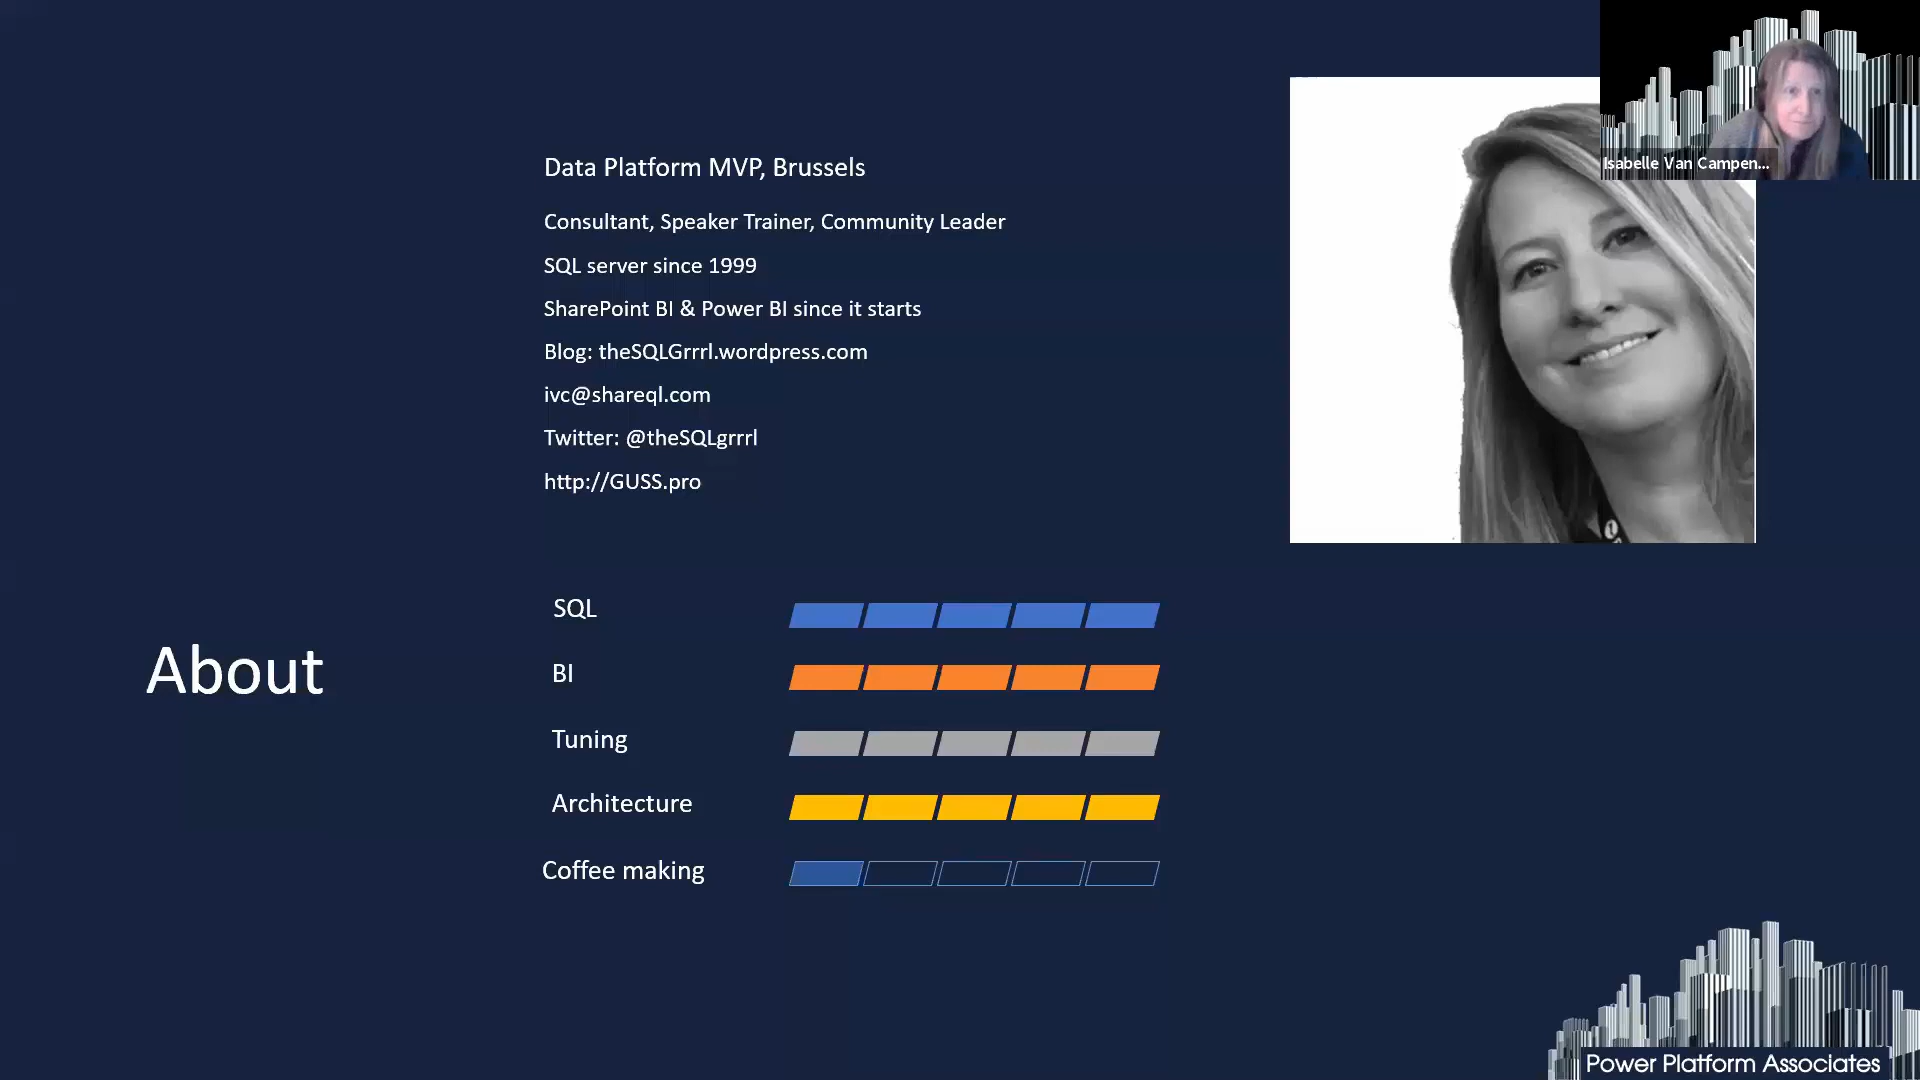 Isabelle Van Campen...
Data Platform MVP, Brussels
Consultant, Speaker Trainer, Community Leader
SQL server since 1999
SharePoint BI & Power BI since it starts
Blog: theSQLGrrrl.wordpress.com
ivc@shareql.com
Twitter: @theSQLgrrrl
http://GUSS.pro
About
SQL
BI
Tuning
Architecture
Coffee making
Power Platform Associates